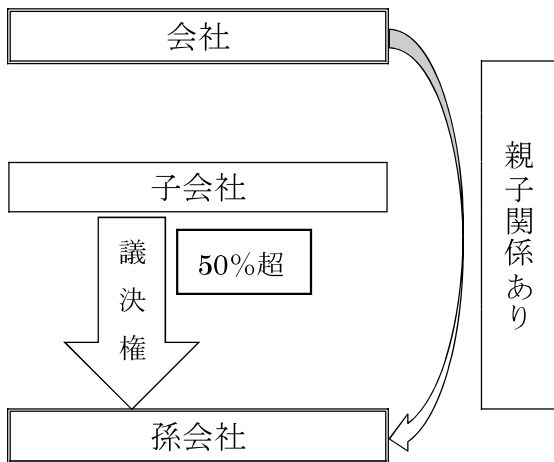 会社
子会社
議決権
50%超
孫会社
親子関係あり